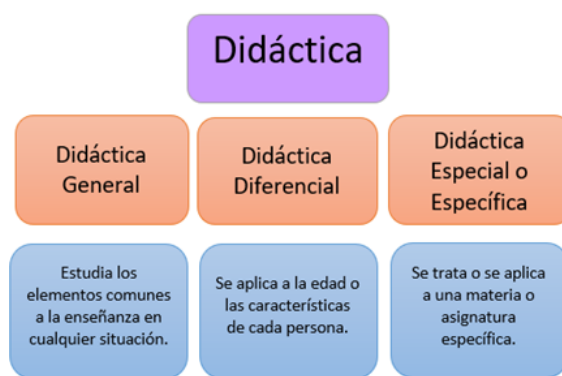 Didáctica
Didáctica
General
Didáctica
Diferencial
Didáctica
Especial o
Específica
Estudia los
elementos comunes
a la enseñanza en
cualquier situación.
Se aplica a la edad o
las características
de cada persona.
Se trata o se aplica
a una materia o
asignatura
específica.